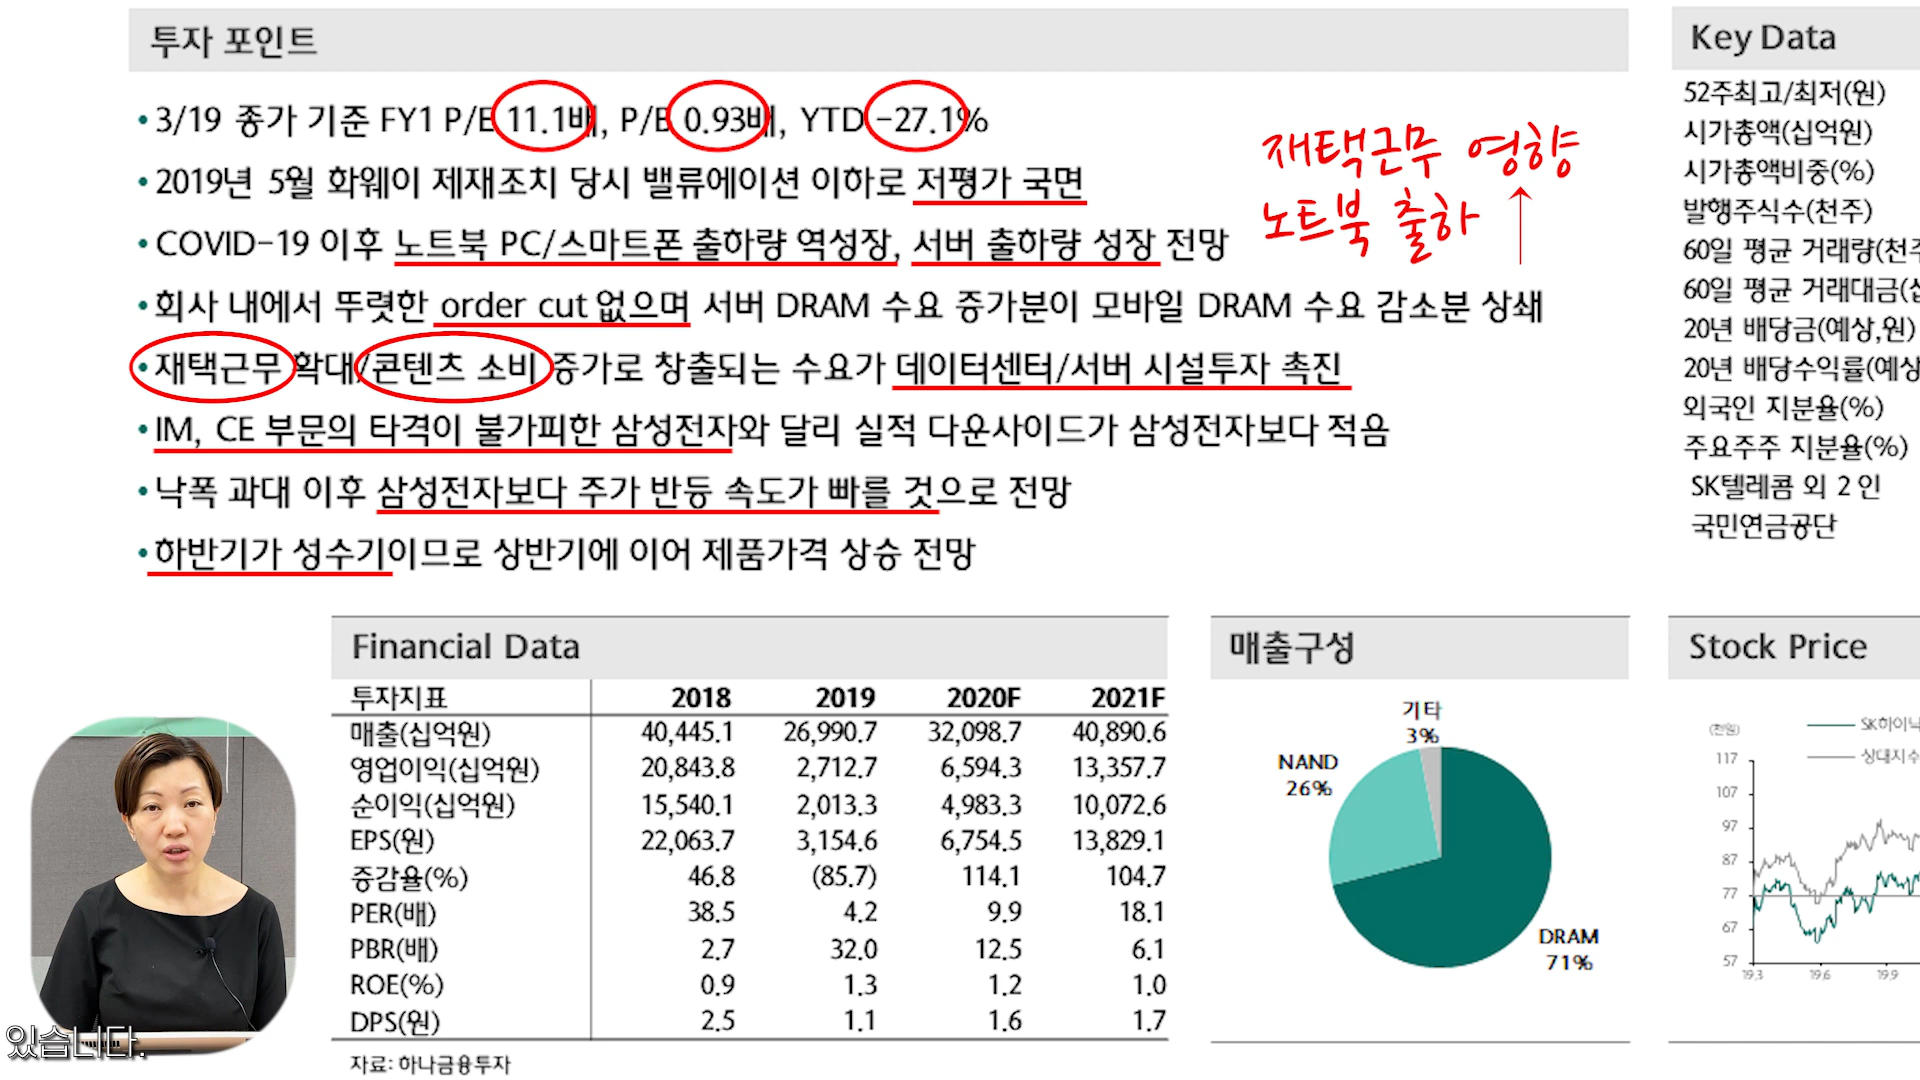 투자 포인트
•3/19 종가 기준 FY1 P/E 11.1배, P/B 0.93배, YTD -27.1%
•2019년 5월 화웨이 제재조치 당시 밸류에이션 이하로 저평가 국면
•COVID-19 이후 노트북 PC/스마트폰 출하량 역성장, 서버 출하량 성장 전망
•회사 내에서 뚜렷한 order cut 없으며 서버 DRAM 수요 증가분이 모바일 DRAM 수요 감소분 상쇄
•재택근무 확대/콘텐츠 소비 증가로 창출되는 수요가 데이터센터/서버 시설투자 촉진
•IM, CE 부문의 타격이 불가피한 삼성전자와 달리 실적 다운사이드가 삼성전자보다 적음
•낙폭 과대 이후 삼성전자보다 주가 반등 속도가 빠를 것으로 전망
•하반기가 성수기이므로 상반기에 이어 제품가격 상승 전망
재택근무 영향
노트북 출하 ↑
Key Data
52주최고/최저(원)
시가총액(십억원)
시가총액비중(%)
발행주식수(천주)
60일 평균 거래량(천주
60일 평균 거래대금(십
20년 배당금(예상,원)
20년 배당수익률(예상
외국인 지분율(%)
주요주주 지분율(%)
SK텔레콤 외 2 인
국민연금공단
Financial Data
투자지표 2018 2019 2020F 2021F
매출(십억원) 40,445.1 26,990.7 32,098.7 40,890.6
영업이익(십억원) 20,843.8 2,712.7 6,594.3 13,357.7
순이익(십억원) 15,540.1 2,013.3 4,983.3 10,072.6
EPS(원) 22,063.7 3,154.6 6,754.5 13,829.1
증감율(%) 46.8 (85.7) 114.1 104.7
PER(배) 38.5 4.2 9.9 18.1
PBR(배) 2.7 32.0 12.5 6.1
ROE(%) 0.9 1.3 1.2 1.0
DPS(원) 2.5 1.1 1.6 1.7
자료: 하나금융투자
매출구성
기타
3%
NAND
26%
DRAM
71%
Stock Price
(천원)
SK하이닉
상대지수
117
107
97
87
77
67
57
19.3 19.6 19.9
있습니다.